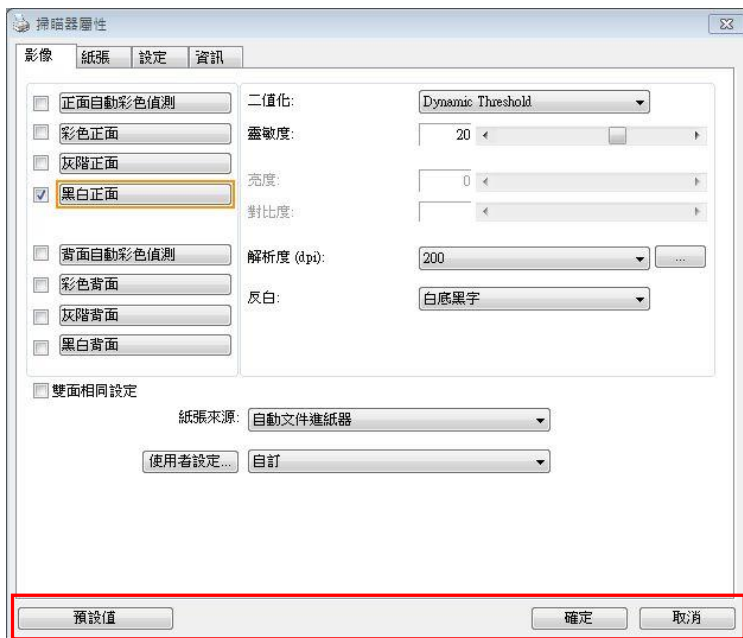 掃瞄器屬性
影像 紙張 設定 資訊
正面自動彩色偵測
彩色正面
灰階正面
黑白正面
背面自動彩色偵測
彩色背面
灰階背面
黑白背面
二值化: Dynamic Threshold
靈敏度: 20
亮度: 0
對比度:
解析度 (dpi): 200 ...
反白: 白底黑字
雙面相同設定
紙張來源: 自動文件進紙器
使用者設定... 自訂
預設值 確定 取消